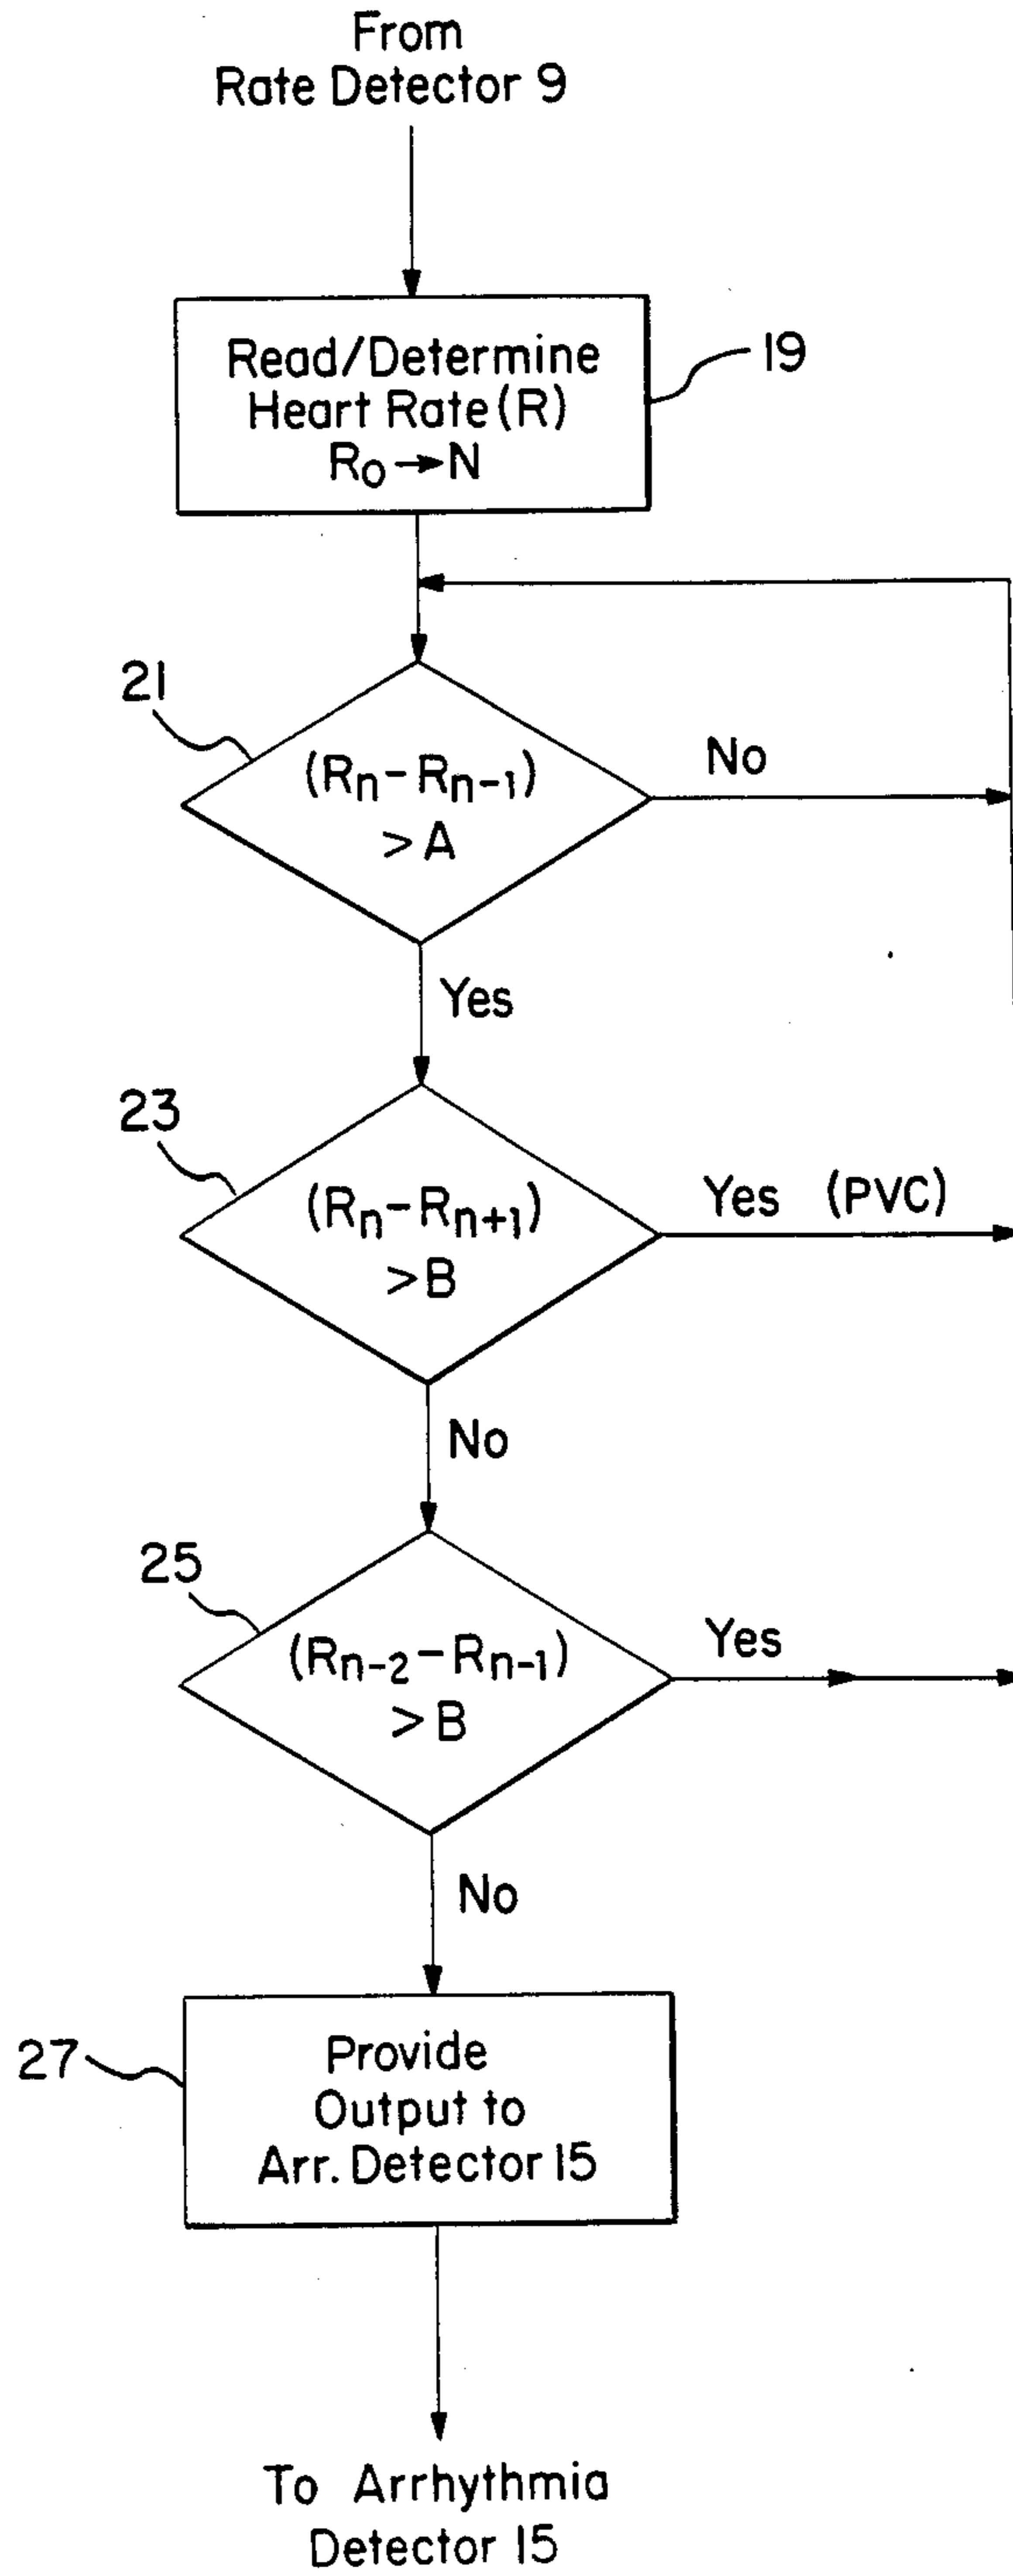 From
Rate Detector 9
Read/Determine
Heart Rate (R)
R₀→N
19
21
(Rₙ-Rₙ₋₁)
>A
No
Yes
23
(Rₙ-Rₙ₊₁)
>B
Yes (PVC)
No
25
(Rₙ₋₂-Rₙ₋₁)
>B
Yes
No
27
Provide
Output to
Arr. Detector 15
To Arrhythmia
Detector 15